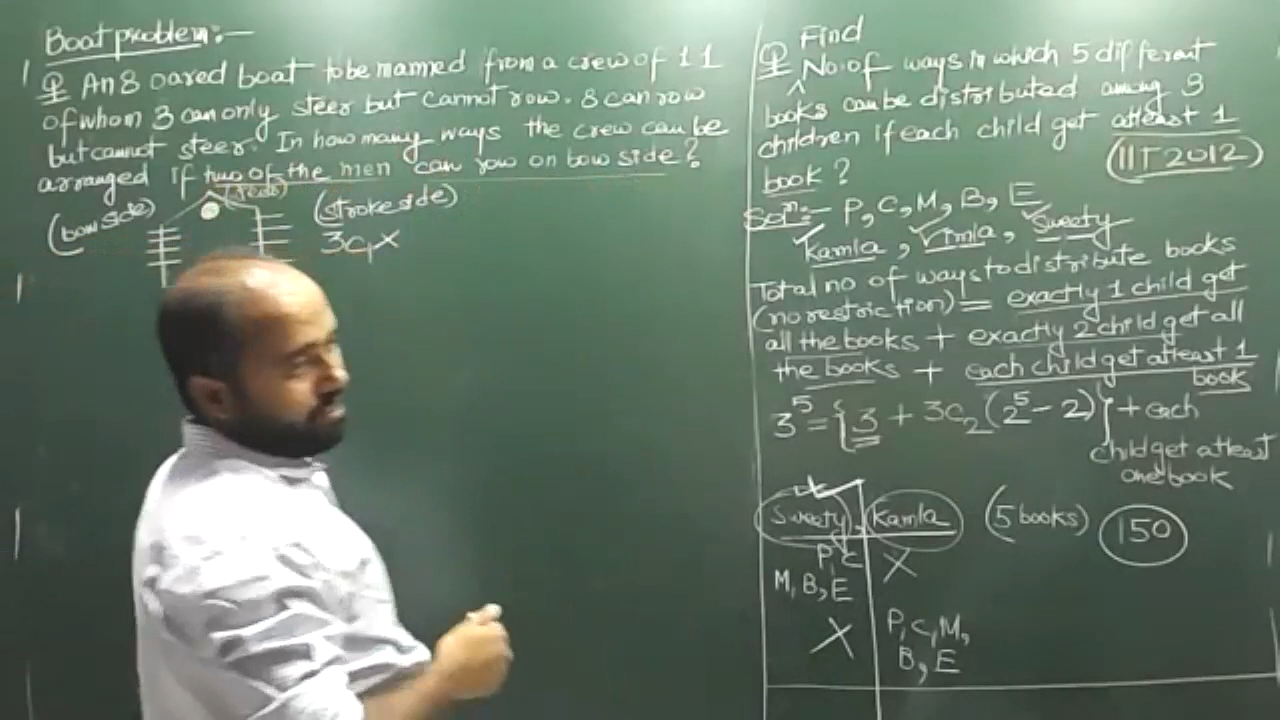 Boat problem:-
Q An 8 oared boat to be manned from a crew of 11
of whom 3 can only steer but cannot row. 8 can row
but cannot steer. In how many ways the crew can be
arranged if two of the men can row on bow side?
(bow side)
(stroke side)
3c₁ ×
Find
Q No. of ways in which 5 different
books can be distributed among 3
children if each child get atleast 1
book?
(IIT 2012)
Solⁿ:- P, C, M, B, E
Kamla, Vimla, Sweety
Total no of ways to distribute books
(no restriction) = exactly 1 child get
all the books + exactly 2 child get all
the books + each child get atleast 1
book
3⁵ = {3 + 3c₂ (2⁵ - 2)} + each
child get atleast
one book
Sweety, Kamla (5 books) 150
P, C X
M, B, E
X P, C, M,
B, E